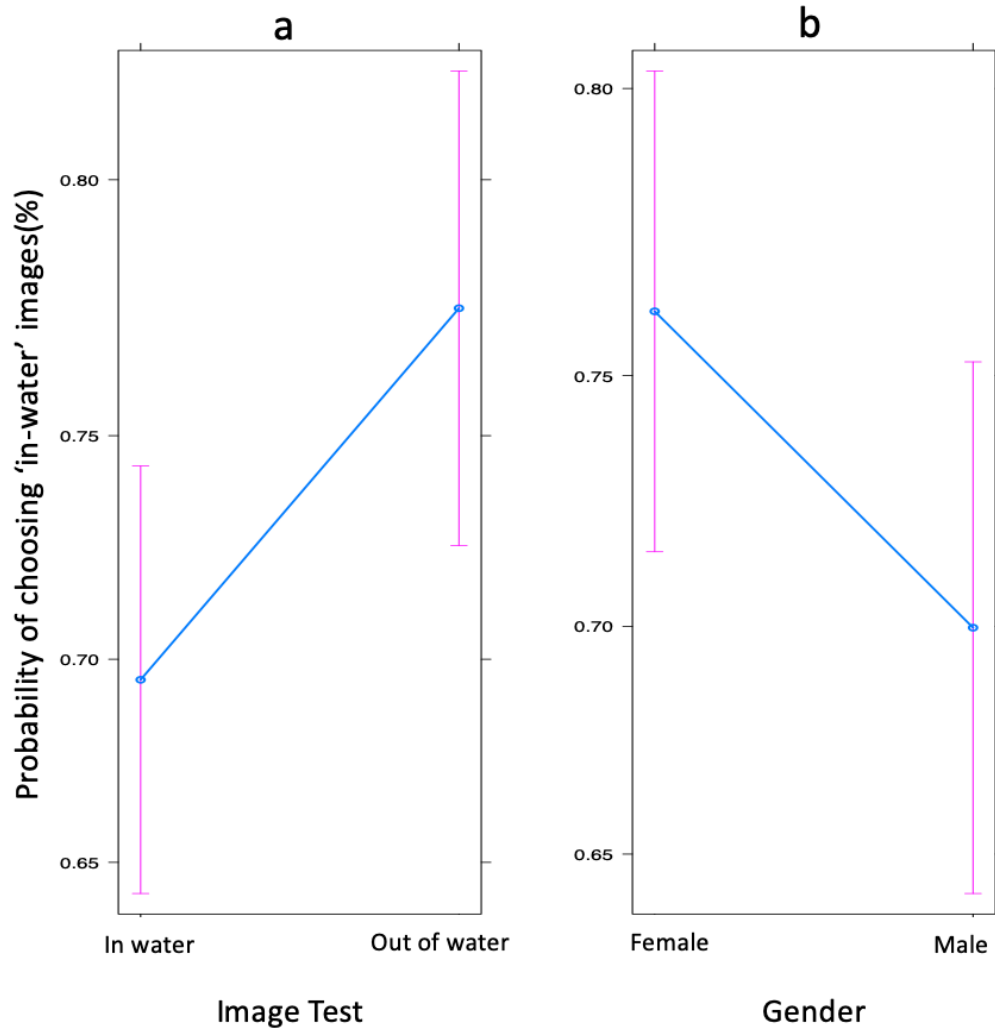 a
Probability of choosing ‘in-water’ images(%)
0.80
0.75
0.70
0.65
In water
Out of water
Image Test
b
0.80
0.75
0.70
0.65
Female
Male
Gender